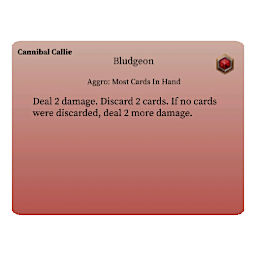 Cannibal Callie
Bludgeon
Aggro: Most Cards In Hand
Deal 2 damage. Discard 2 cards. If no cards
were discarded, deal 2 more damage.